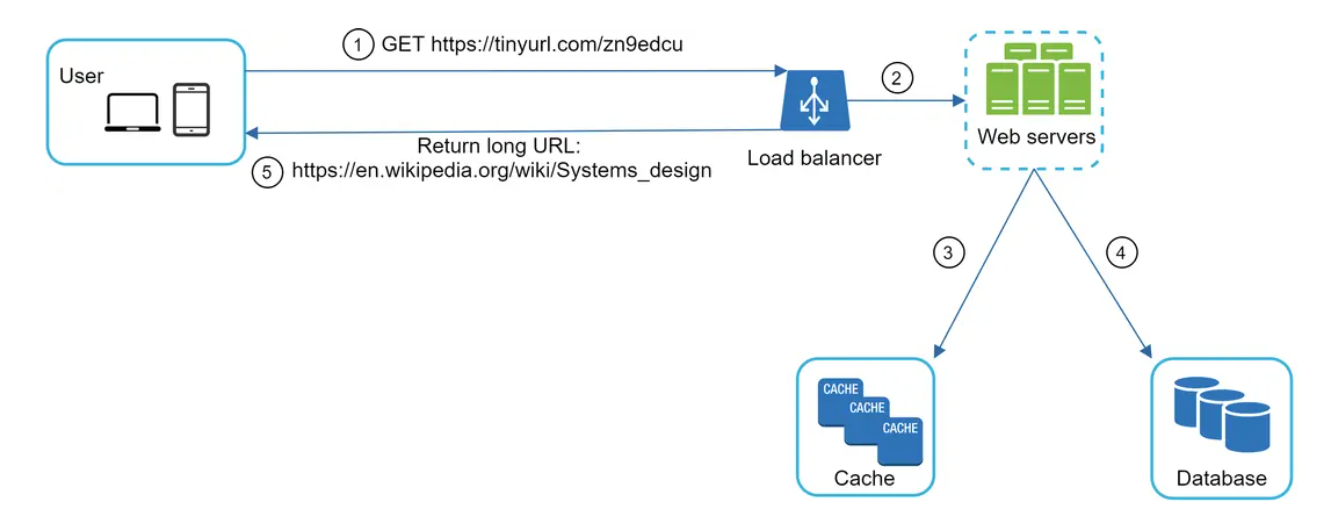 User
1 GET https://tinyurl.com/zn9edcu
2
Web servers
Load balancer
Return long URL:
5 https://en.wikipedia.org/wiki/Systems_design
3
4
CACHE
CACHE
CACHE
Cache
Database